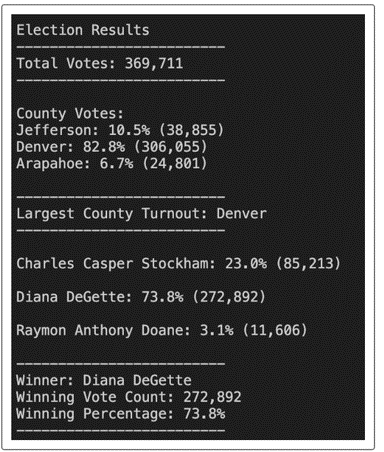 Election Results
-------------------------
Total Votes: 369,711
-------------------------
County Votes:
Jefferson: 10.5% (38,855)
Denver: 82.8% (306,055)
Arapahoe: 6.7% (24,801)
-------------------------
Largest County Turnout: Denver
-------------------------
Charles Casper Stockham: 23.0% (85,213)
Diana DeGette: 73.8% (272,892)
Raymon Anthony Doane: 3.1% (11,606)
-------------------------
Winner: Diana DeGette
Winning Vote Count: 272,892
Winning Percentage: 73.8%
-------------------------